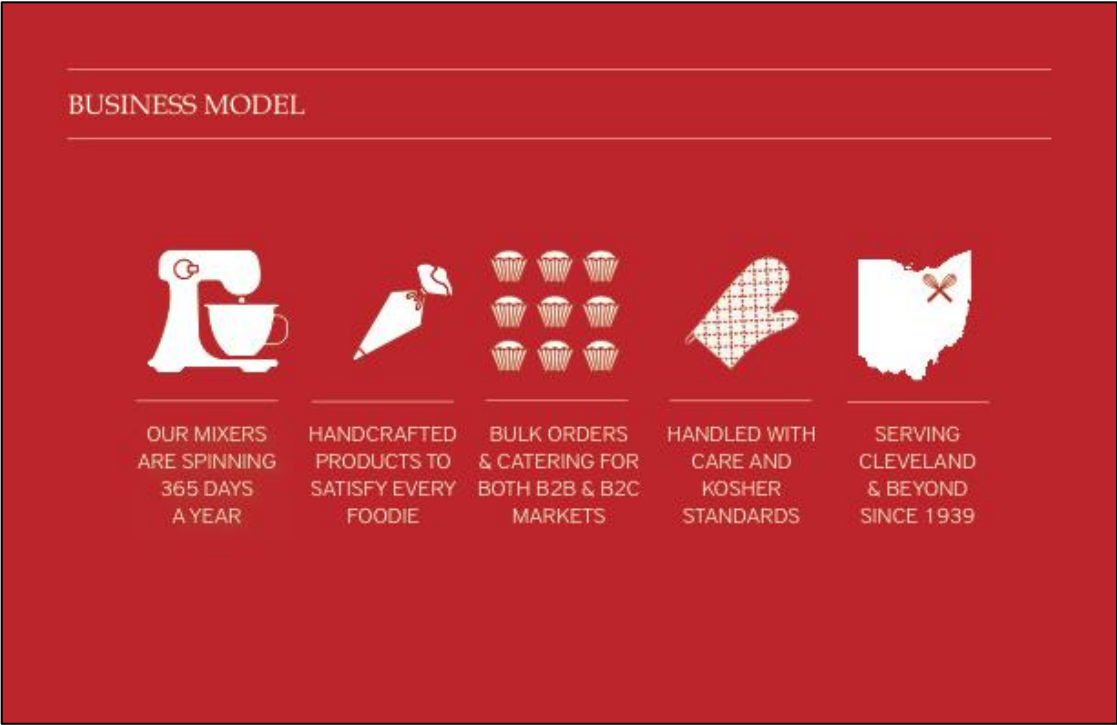 BUSINESS MODEL
OUR MIXERS
ARE SPINNING
365 DAYS
A YEAR
HANDCRAFTED
PRODUCTS TO
SATISFY EVERY
FOODIE
BULK ORDERS
& CATERING FOR
BOTH B2B & B2C
MARKETS
HANDLED WITH
CARE AND
KOSHER
STANDARDS
SERVING
CLEVELAND
& BEYOND
SINCE 1939